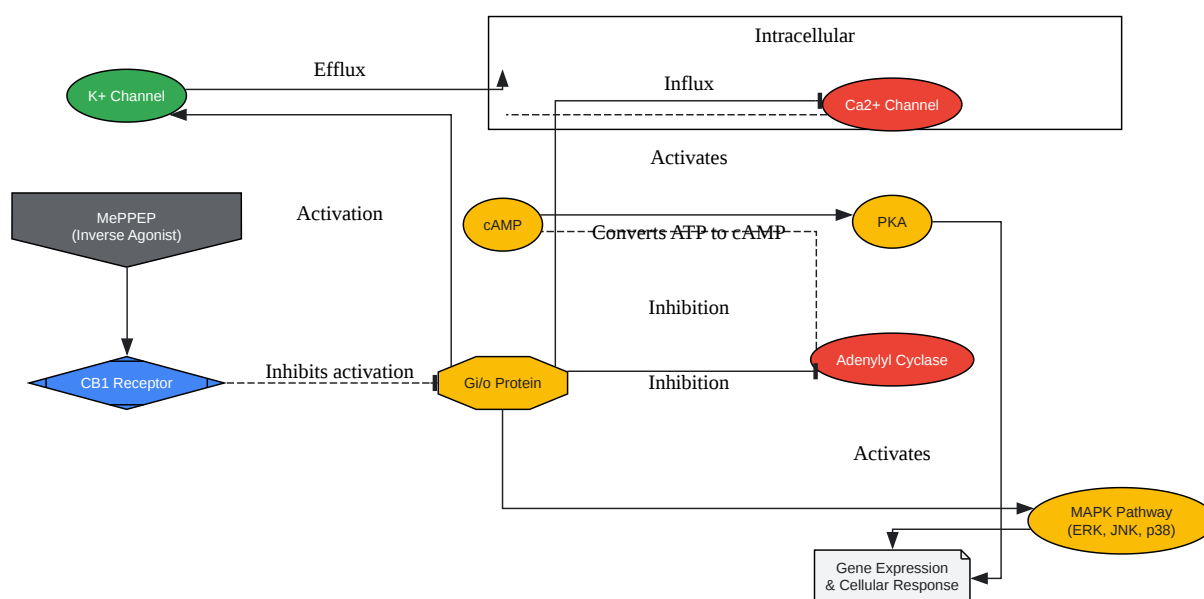 Intracellular
Efflux
Influx
K+ Channel
Ca2+ Channel
Activates
MePPEP
(Inverse Agonist)
Activation
cAMP
PKA
Converts ATP to cAMP
Inhibition
Adenylyl Cyclase
CB1 Receptor
Inhibits activation
Gi/o Protein
Inhibition
Activates
MAPK Pathway
(ERK, JNK, p38)
Gene Expression
& Cellular Response